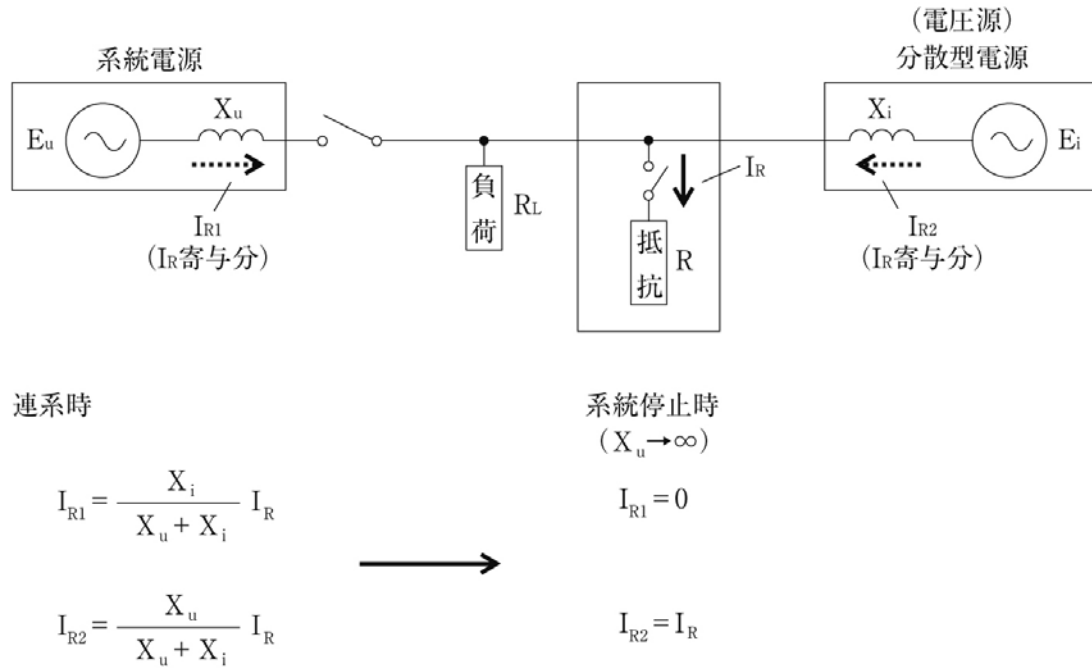 (電圧源)
系統電源
分散型電源
Xu
Xi
Eu
Ei
IR1
(IR寄与分)
負荷
RL
IR
抵抗
R
IR2
(IR寄与分)
連系時
系統停止時
(Xu→∞)
IR1 = Xi / (Xu + Xi) IR
IR1 = 0
IR2 = Xu / (Xu + Xi) IR
IR2 = IR